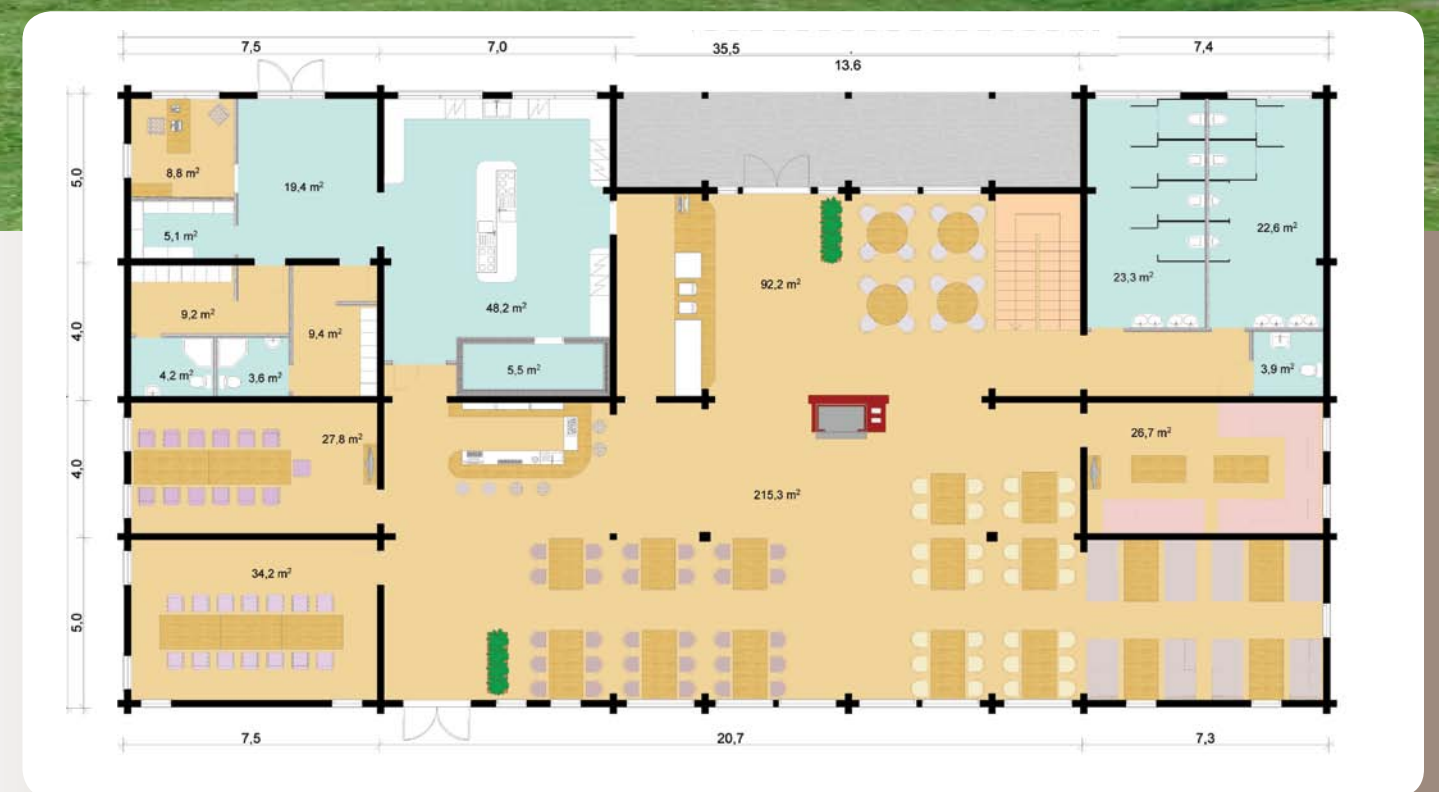 7,5
7,0
35,5
13.6
7,4
5,0
8,8 m²
19,4 m²
5,1 m²
22,6 m²
23,3 m²
92,2 m²
4,0
9,2 m²
48,2 m²
9,4 m²
4,2 m²
3,6 m²
5,5 m²
3,9 m²
4,0
27,8 m²
26,7 m²
215,3 m²
5,0
34,2 m²
7,5
20,7
7,3